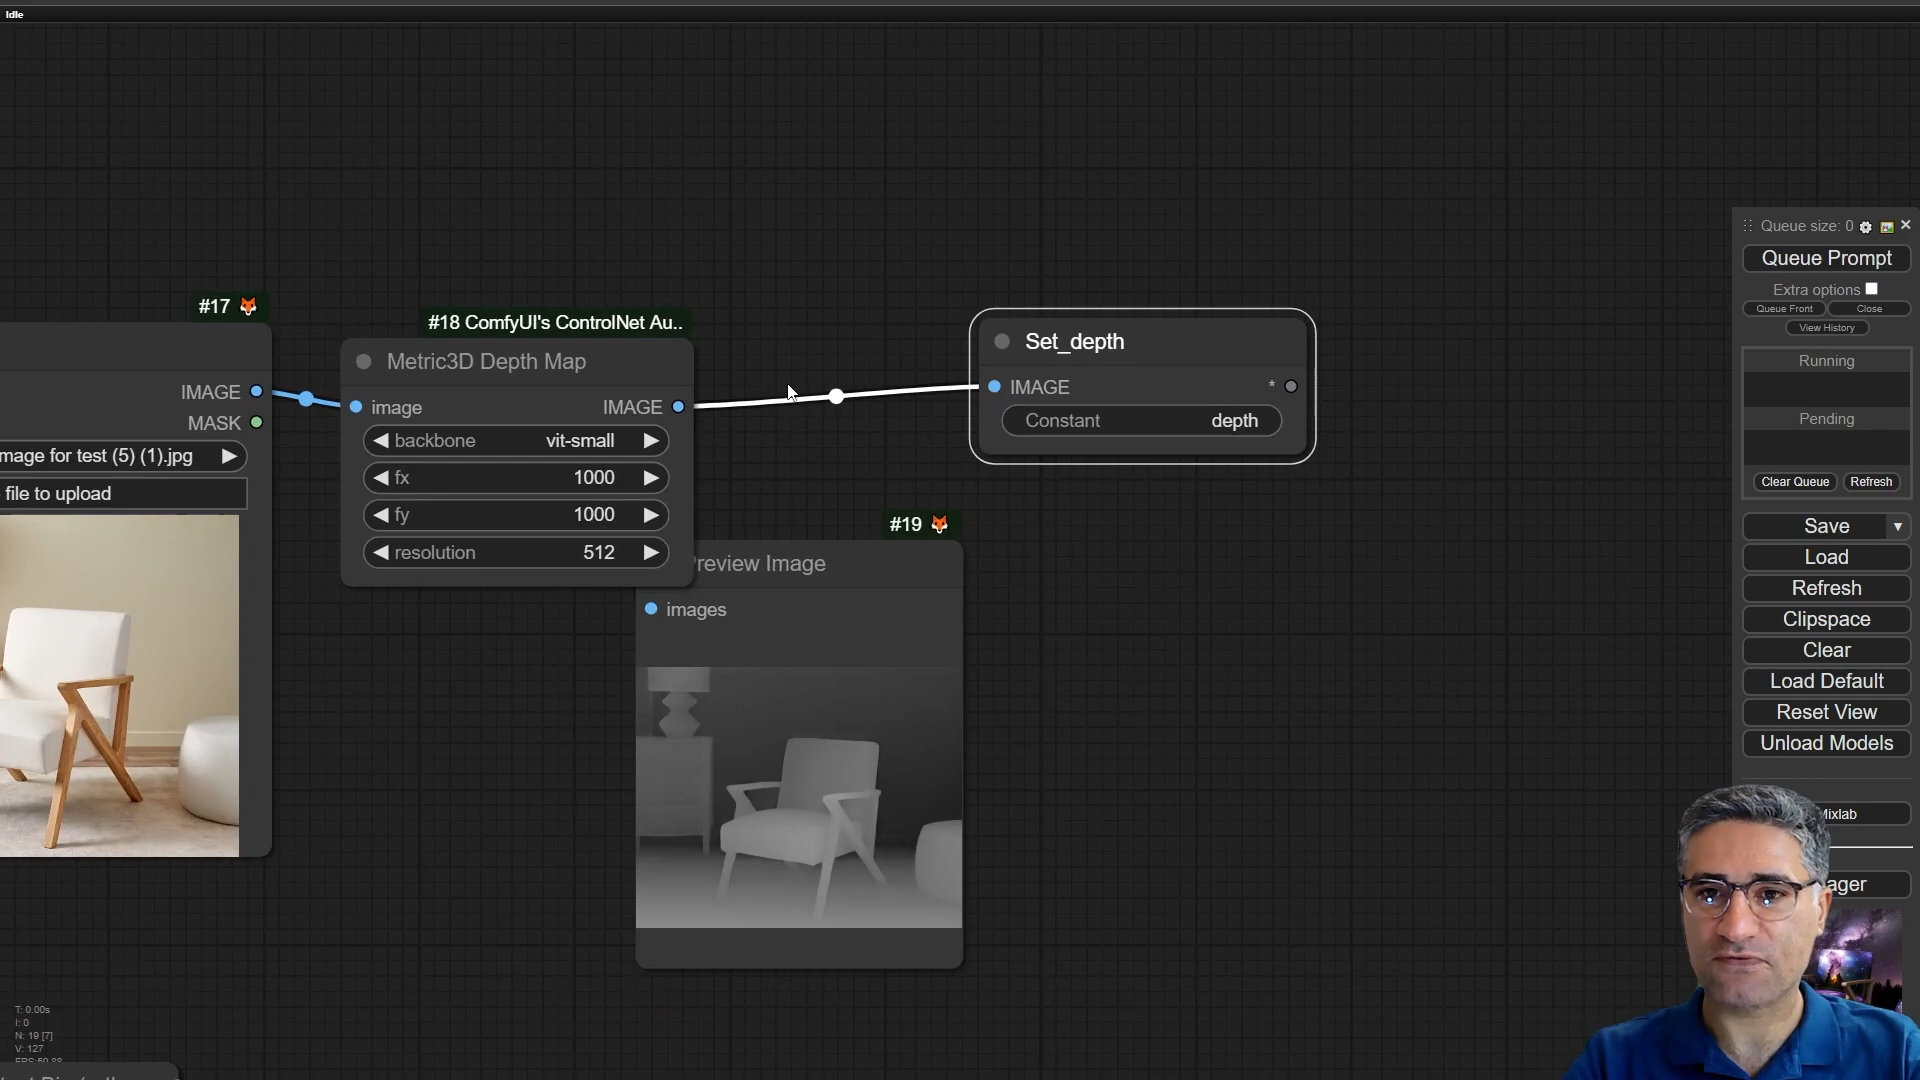 Idle
#17
IMAGE
MASK
mage for test (5) (1).jpg
file to upload
#18 ComfyUI's ControlNet Au..
Metric3D Depth Map
image
IMAGE
backbone
vit-small
fx
1000
fy
1000
resolution
512
Set_depth
IMAGE
*
Constant
depth
#19
Preview Image
images
Queue size: 0
Queue Prompt
Extra options
Queue Front
Close
View History
Running
Pending
Clear Queue
Refresh
Save
Load
Refresh
Clipspace
Clear
Load Default
Reset View
Unload Models
Mixlab
ager
T: 0.00s
I: 0
N: 19 [7]
V: 127